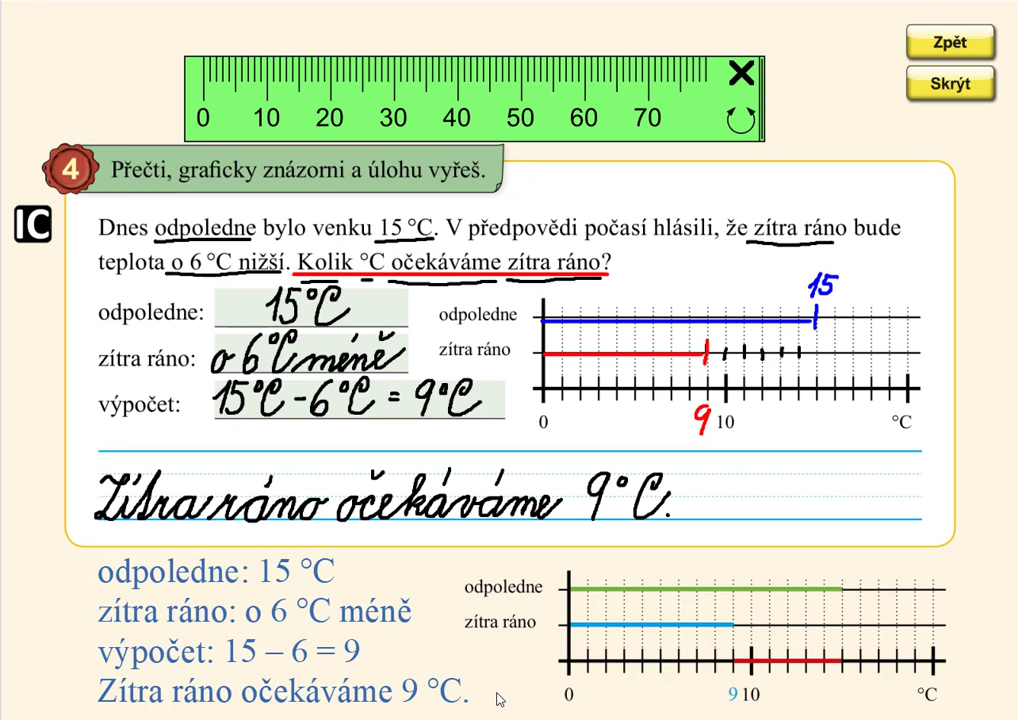 Zpět
Skrýt
0 10 20 30 40 50 60 70
4 Přečti, graficky znázorni a úlohu vyřeš.
IC
Dnes odpoledne bylo venku 15 °C. V předpovědi počasí hlásili, že zítra ráno bude
teplota o 6 °C nižší. Kolik °C očekáváme zítra ráno?
15
odpoledne: 15°C
odpoledne
zítra ráno: o 6°C méně
zítra ráno
výpočet: 15°C - 6°C = 9°C
0 9 10 °C
Zítra ráno očekáváme 9°C.
odpoledne: 15 °C
zítra ráno: o 6 °C méně
výpočet: 15 – 6 = 9
Zítra ráno očekáváme 9 °C.
odpoledne
zítra ráno
0 9 10 °C